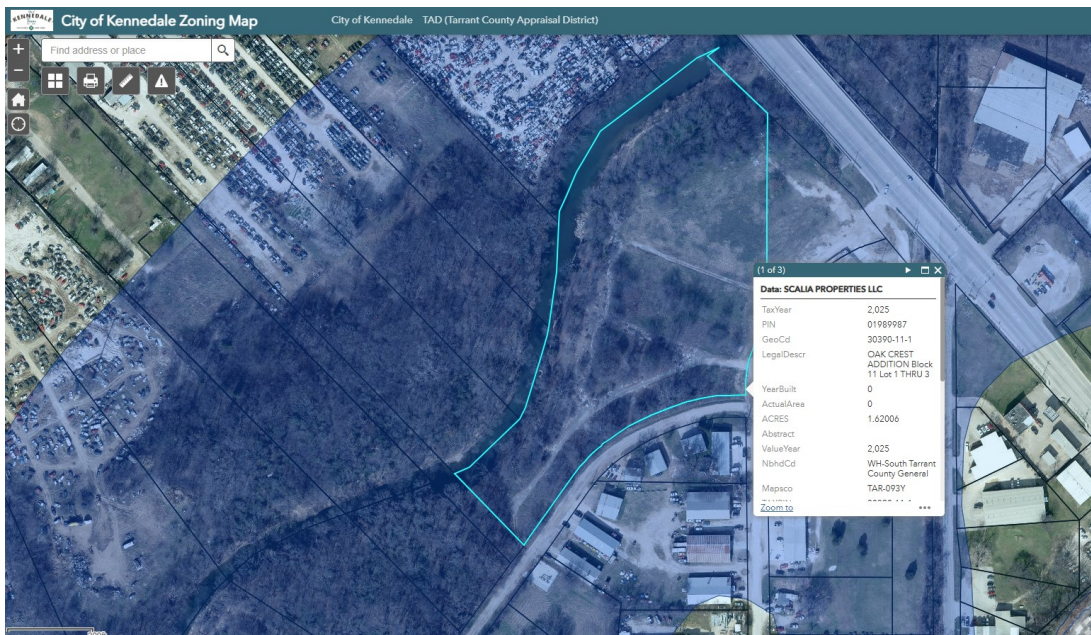 KENNEDALE
City of Kennedale Zoning Map
City of Kennedale TAD (Tarrant County Appraisal District)
+
Find address or place
−
(1 of 3)
Data: SCALIA PROPERTIES LLC
TaxYear 2,025
PIN 01989987
GeoCd 30390-11-1
LegalDescr OAK CREST
ADDITION Block
11 Lot 1 THRU 3
YearBuilt 0
ActualArea 0
ACRES 1.62006
Abstract
ValueYear 2,025
NbhdCd WH-South Tarrant
County General
Mapsco TAR-093Y
Zoom to •••